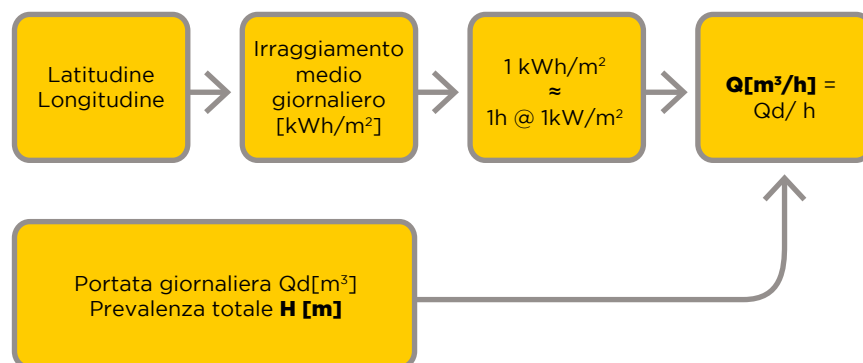 Latitudine
Longitudine
Irraggiamento
medio
giornaliero
[kWh/m²]
1 kWh/m²
≈
1h @ 1kW/m²
Q[m³/h] =
Qd/ h
Portata giornaliera Qd[m³]
Prevalenza totale H [m]